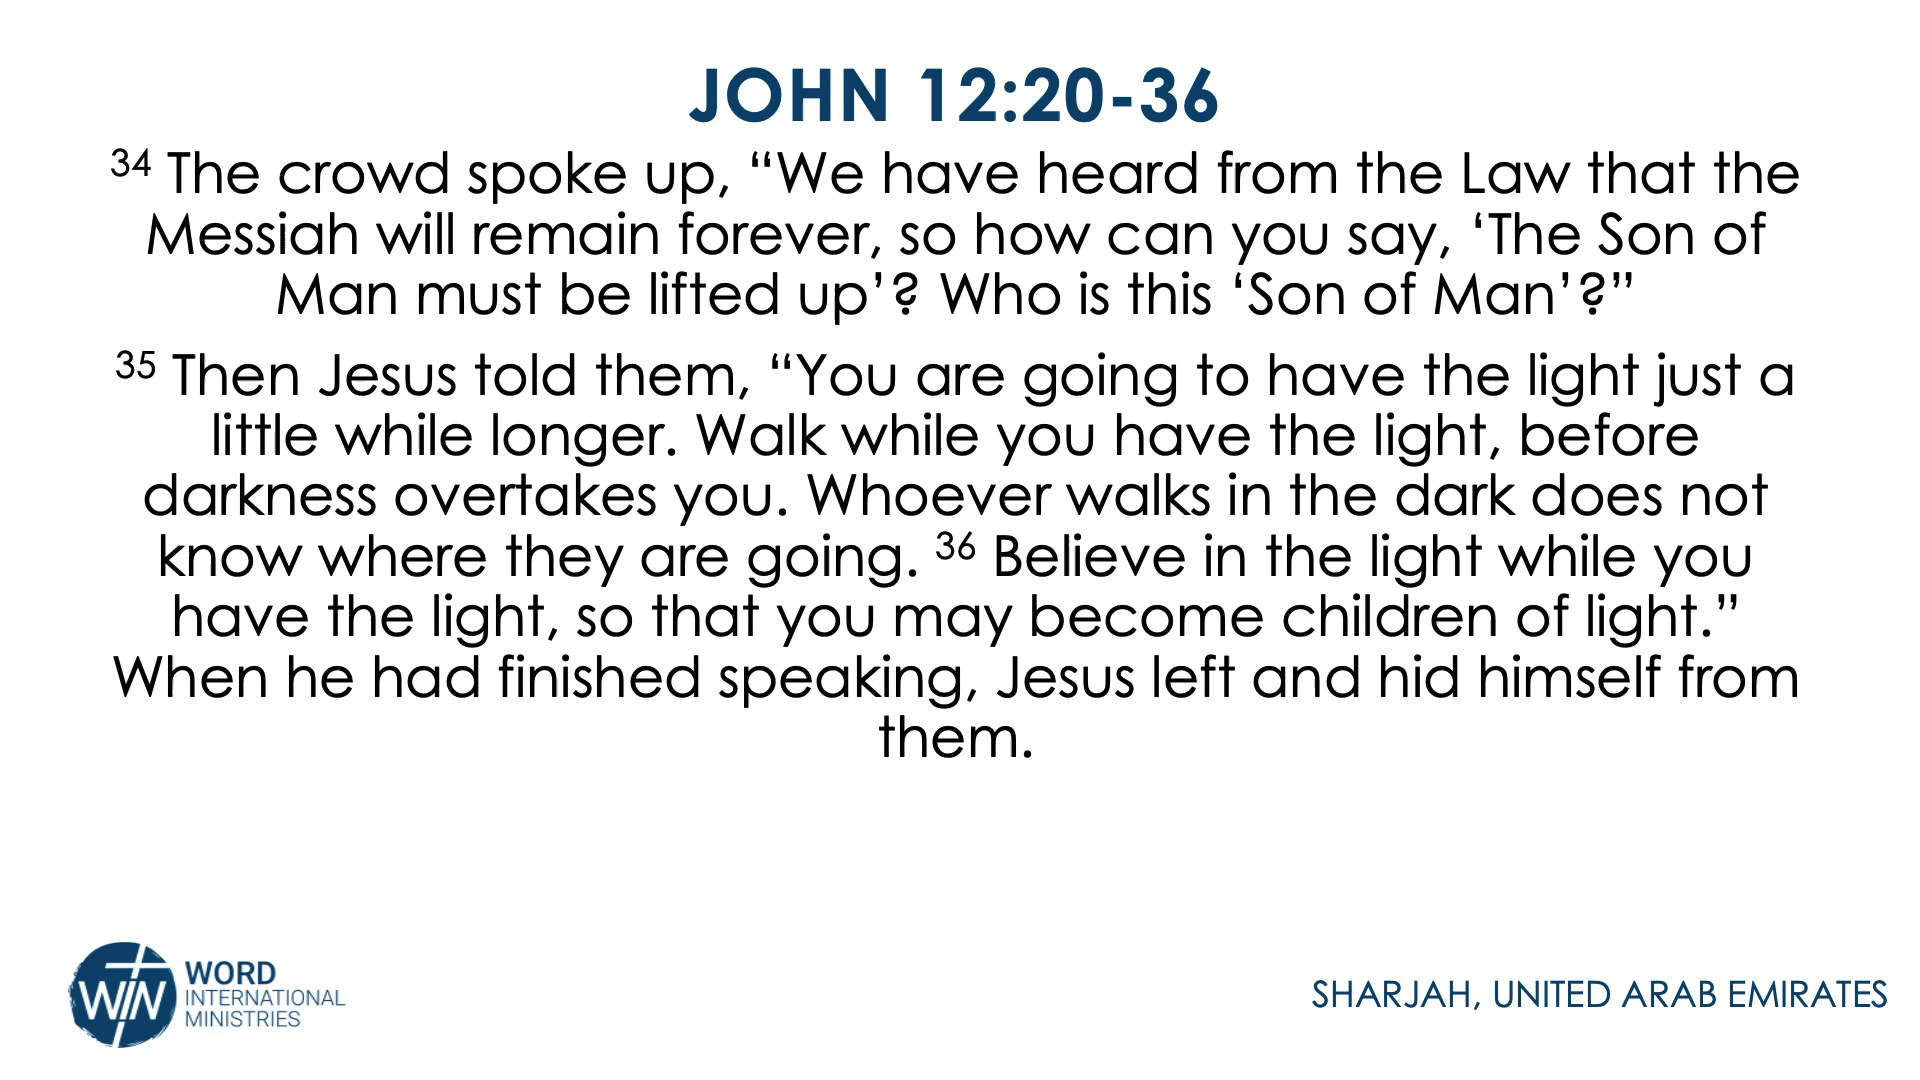 JOHN 12:20-36
34 The crowd spoke up, “We have heard from the Law that the
Messiah will remain forever, so how can you say, ‘The Son of
Man must be lifted up’? Who is this ‘Son of Man’?”
35 Then Jesus told them, “You are going to have the light just a
little while longer. Walk while you have the light, before
darkness overtakes you. Whoever walks in the dark does not
know where they are going. 36 Believe in the light while you
have the light, so that you may become children of light.”
When he had finished speaking, Jesus left and hid himself from
them.
WIN
WORD
INTERNATIONAL
MINISTRIES
SHARJAH, UNITED ARAB EMIRATES